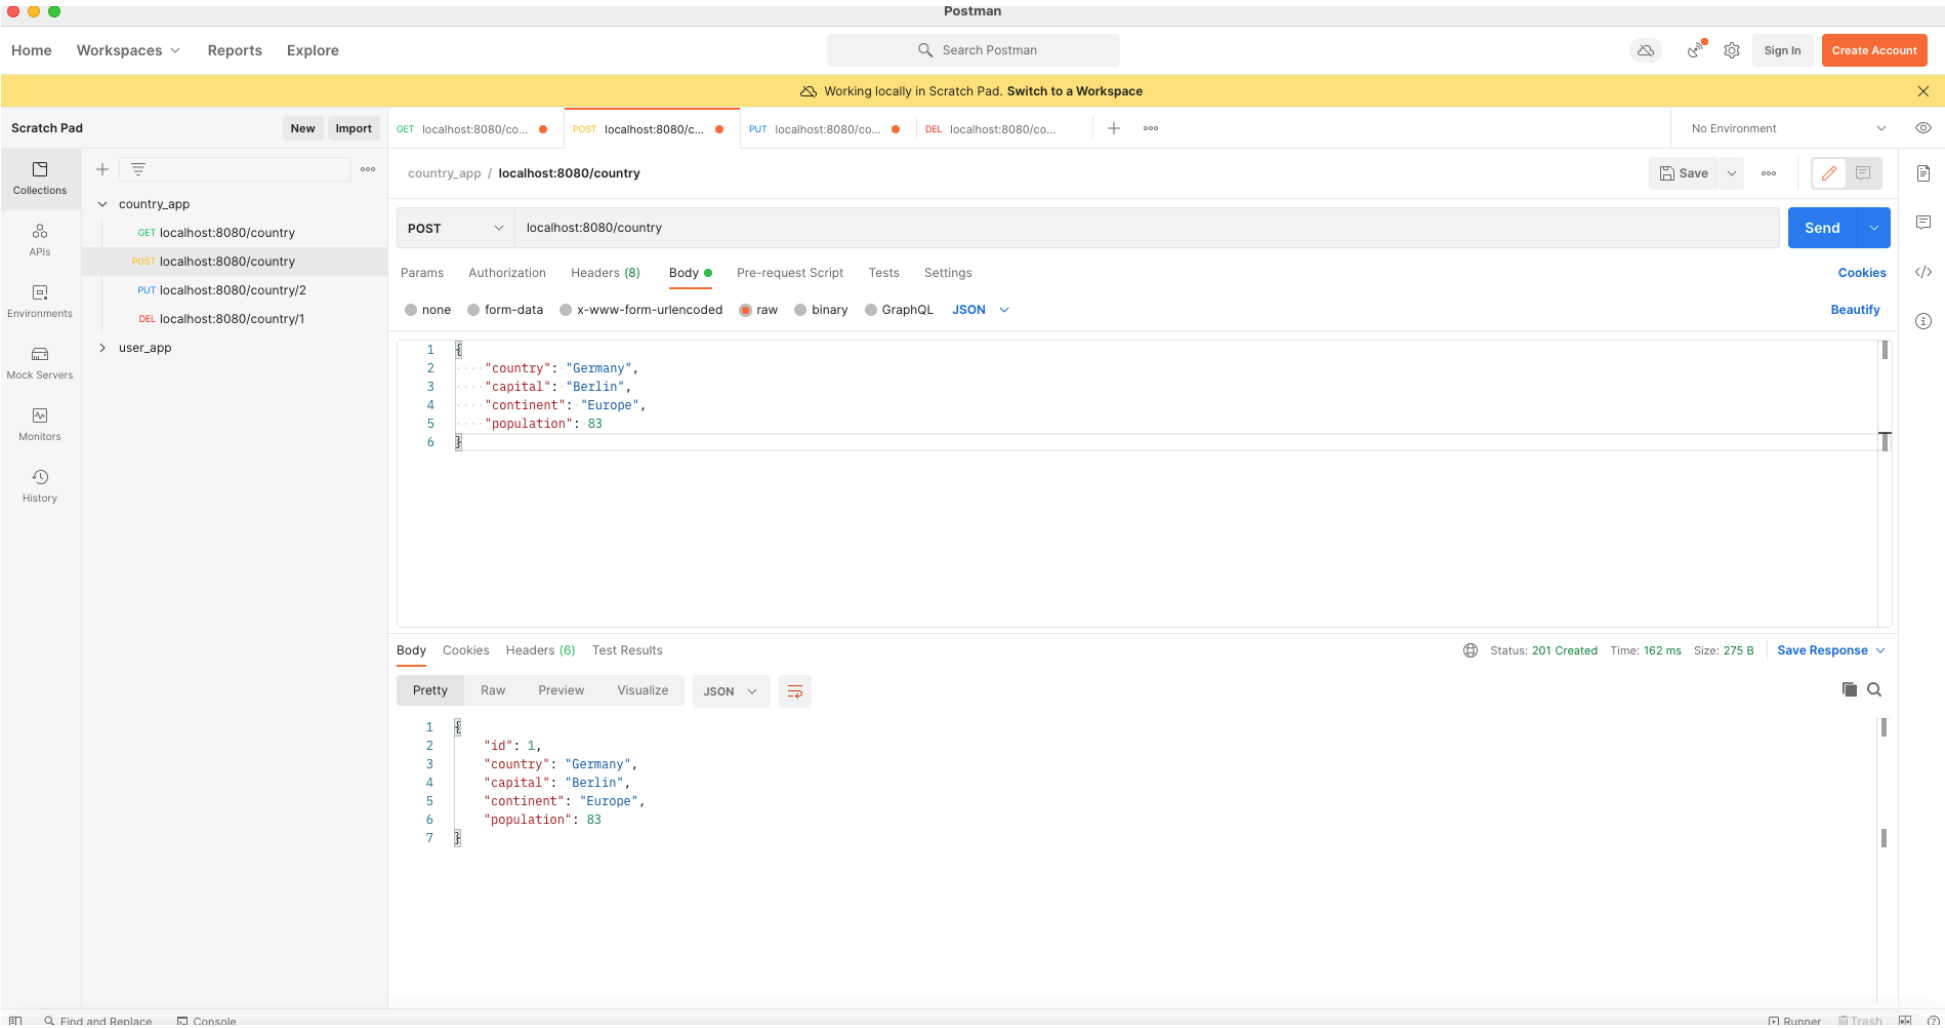 Postman
Home Workspaces Reports Explore Search Postman Sign In Create Account
Working locally in Scratch Pad. Switch to a Workspace
Scratch Pad New Import
GET localhost:8080/co... POST localhost:8080/c... PUT localhost:8080/co... DEL localhost:8080/co... No Environment
Collections
APIs
Environments
Mock Servers
Monitors
History
country_app
GET localhost:8080/country
POST localhost:8080/country
PUT localhost:8080/country/2
DEL localhost:8080/country/1
user_app
country_app / localhost:8080/country Save
POST localhost:8080/country Send
Params Authorization Headers (8) Body Pre-request Script Tests Settings Cookies
none form-data x-www-form-urlencoded raw binary GraphQL JSON Beautify
1 {
2 "country": "Germany",
3 "capital": "Berlin",
4 "continent": "Europe",
5 "population": 83
6 }
Body Cookies Headers (6) Test Results Status: 201 Created Time: 162 ms Size: 275 B Save Response
Pretty Raw Preview Visualize JSON
1 {
2 "id": 1,
3 "country": "Germany",
4 "capital": "Berlin",
5 "continent": "Europe",
6 "population": 83
7 }
Find and Replace Console Runner Trash